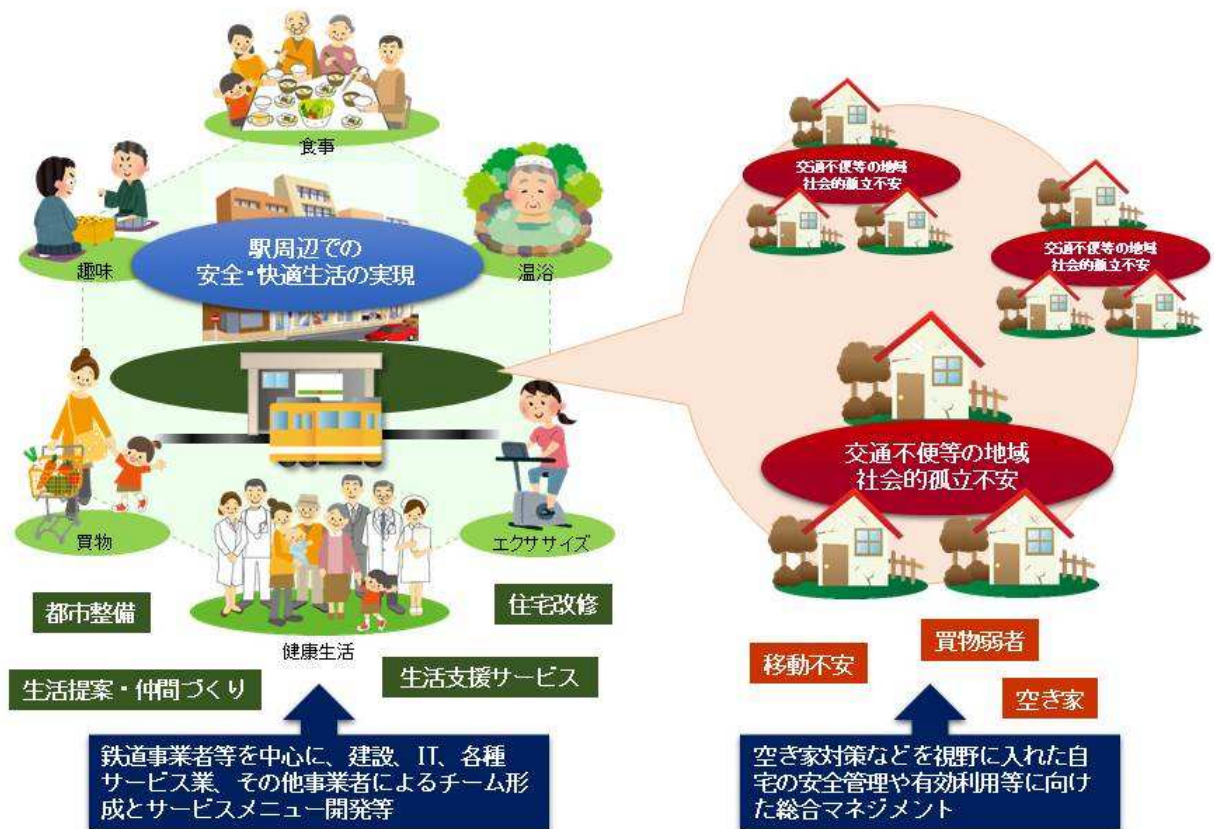 食事
趣味
駅周辺での
安全・快適生活の実現
温浴
買物
エクササイズ
健康生活
都市整備
住宅改修
生活提案・仲間づくり
生活支援サービス
鉄道事業者等を中心に、建設、IT、各種
サービス業、その他事業者によるチーム形
成とサービスメニュー開発等
交通不便等の地域
社会的孤立不安
交通不便等の地域
社会的孤立不安
交通不便等の地域
社会的孤立不安
移動不安
買物弱者
空き家
空き家対策などを視野に入れた自
宅の安全管理や有効利用等に向け
た総合マネジメント